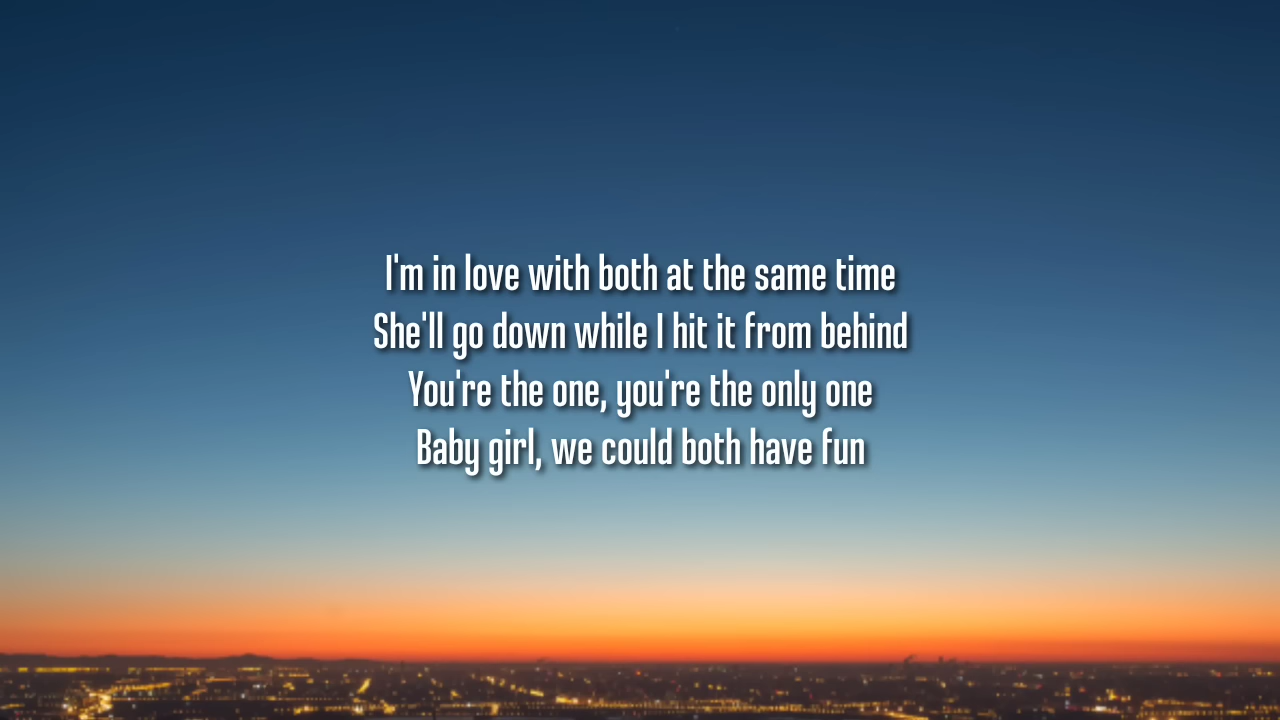 I'm in love with both at the same time
She'll go down while I hit it from behind
You're the one, you're the only one
Baby girl, we could both have fun